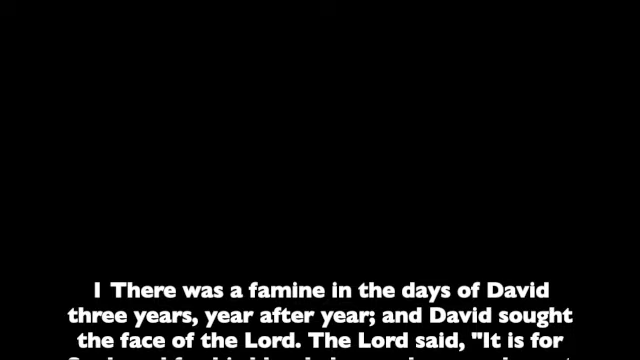 1 There was a famine in the days of David
three years, year after year; and David sought
the face of the Lord. The Lord said, "It is for